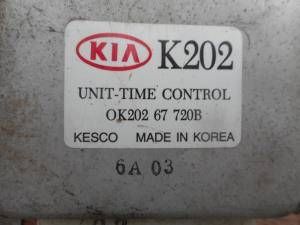 KIA K202
UNIT-TIME CONTROL
OK202 67 720B
KESCO MADE IN KOREA
6A 03